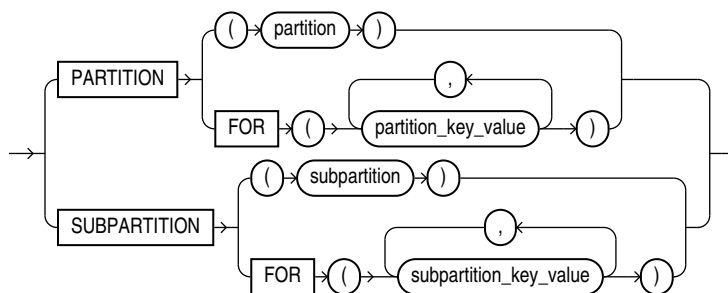 ( partition )
PARTITION
,
FOR ( partition_key_value )
( subpartition )
SUBPARTITION
,
FOR ( subpartition_key_value )